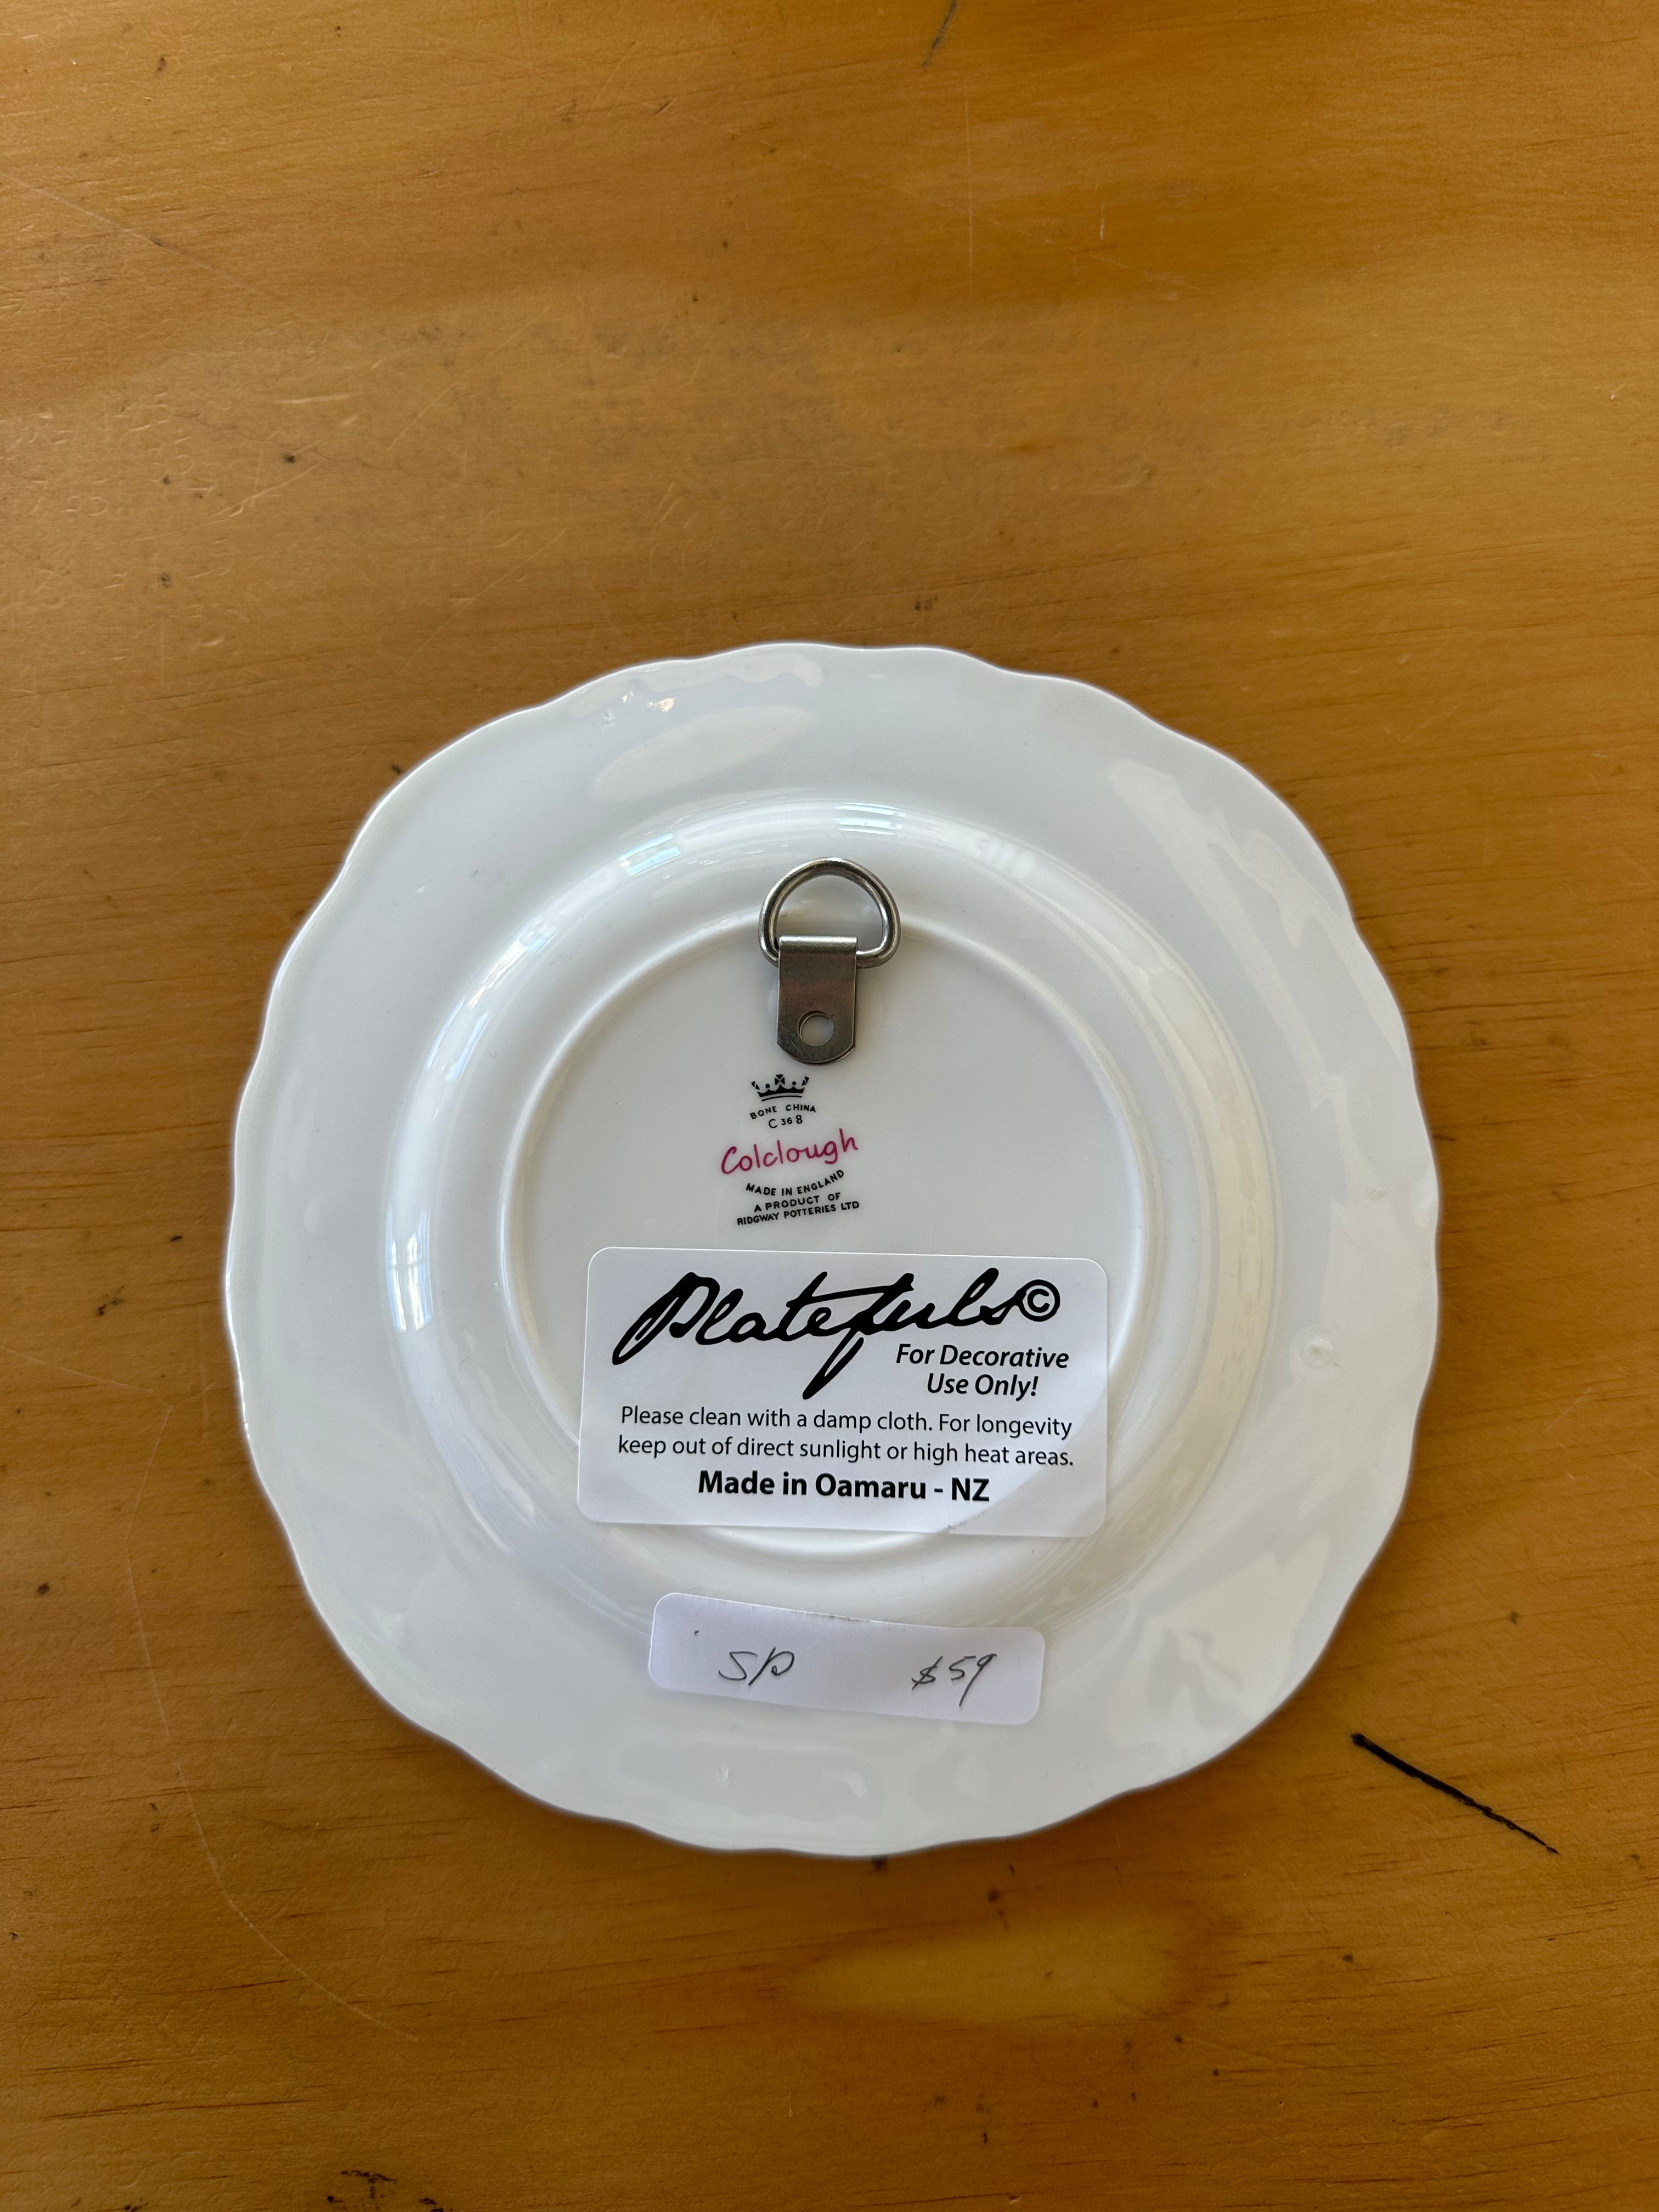 BONE CHINA
C 368
Colclough
MADE IN ENGLAND
A PRODUCT OF
RIDGWAY POTTERIES LTD
Platefuls©
For Decorative
Use Only!
Please clean with a damp cloth. For longevity
keep out of direct sunlight or high heat areas.
Made in Oamaru - NZ
SP $59